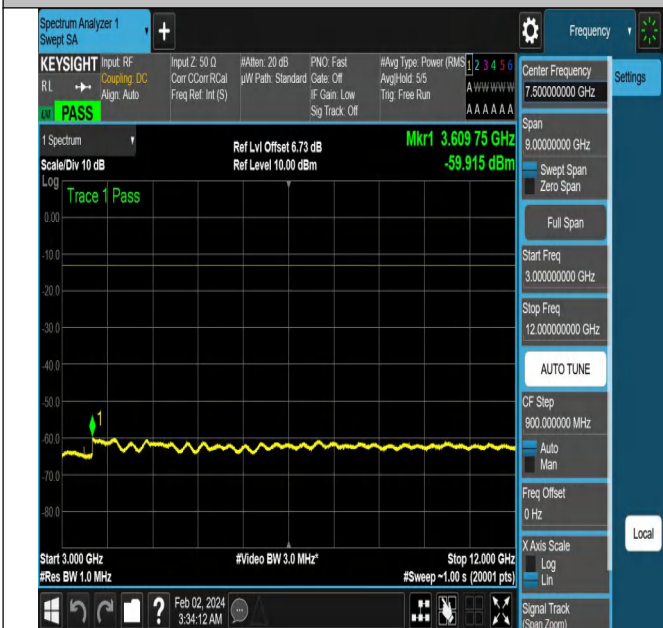 Spectrum Analyzer 1
Swept SA
+
Frequency
KEYSIGHT
Input: RF
Input Z: 50 Ω
#Atten: 20 dB
PNO: Fast
#Avg Type: Power (RMS
1 2 3 4 5 6
RL
Coupling: DC
Corr CCorr RCal
µW Path: Standard
Gate: Off
Avg|Hold: 5/5
A W W W W W
Align: Auto
Freq Ref: Int (S)
IF Gain: Low
Trig: Free Run
Sig Track: Off
A A A A A A
LXI
PASS
1 Spectrum
Ref Lvl Offset 6.73 dB
Mkr1 3.609 75 GHz
Scale/Div 10 dB
Ref Level 10.00 dBm
-59.915 dBm
Log
Trace 1 Pass
0.00
-10.0
-20.0
-30.0
-40.0
-50.0
-60.0
-70.0
-80.0
1
Start 3.000 GHz
#Video BW 3.0 MHz*
Stop 12.000 GHz
#Res BW 1.0 MHz
#Sweep ~1.00 s (20001 pts)
Feb 02, 2024
3:34:12 AM
?
Center Frequency
7.500000000 GHz
Settings
Span
9.00000000 GHz
Swept Span
Zero Span
Full Span
Start Freq
3.000000000 GHz
Stop Freq
12.000000000 GHz
AUTO TUNE
CF Step
900.000000 MHz
Auto
Man
Freq Offset
0 Hz
X Axis Scale
Log
Lin
Local
Signal Track
(Span Zoom)